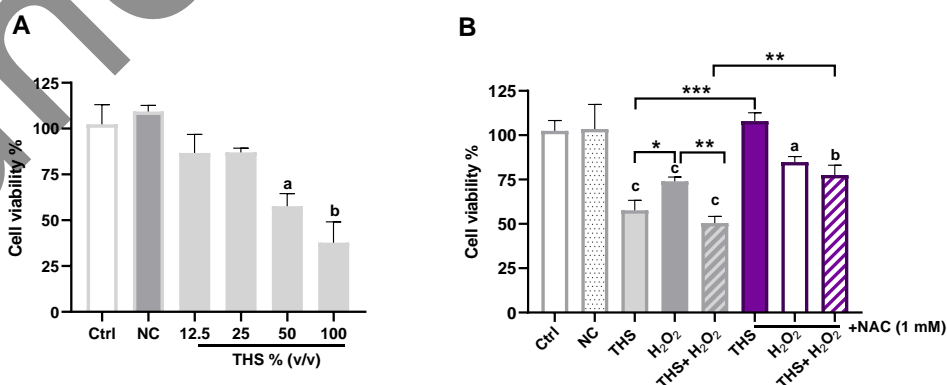 A
125
100
75
50
25
0
Cell viability %
a
b
Ctrl NC 12.5 25 50 100
THS % (v/v)
B
125
100
75
50
25
0
Cell viability %
**
***
* **
c c c a b
Ctrl NC THS H₂O₂ THS+ H₂O₂ THS H₂O₂ THS+ H₂O₂
+NAC (1 mM)